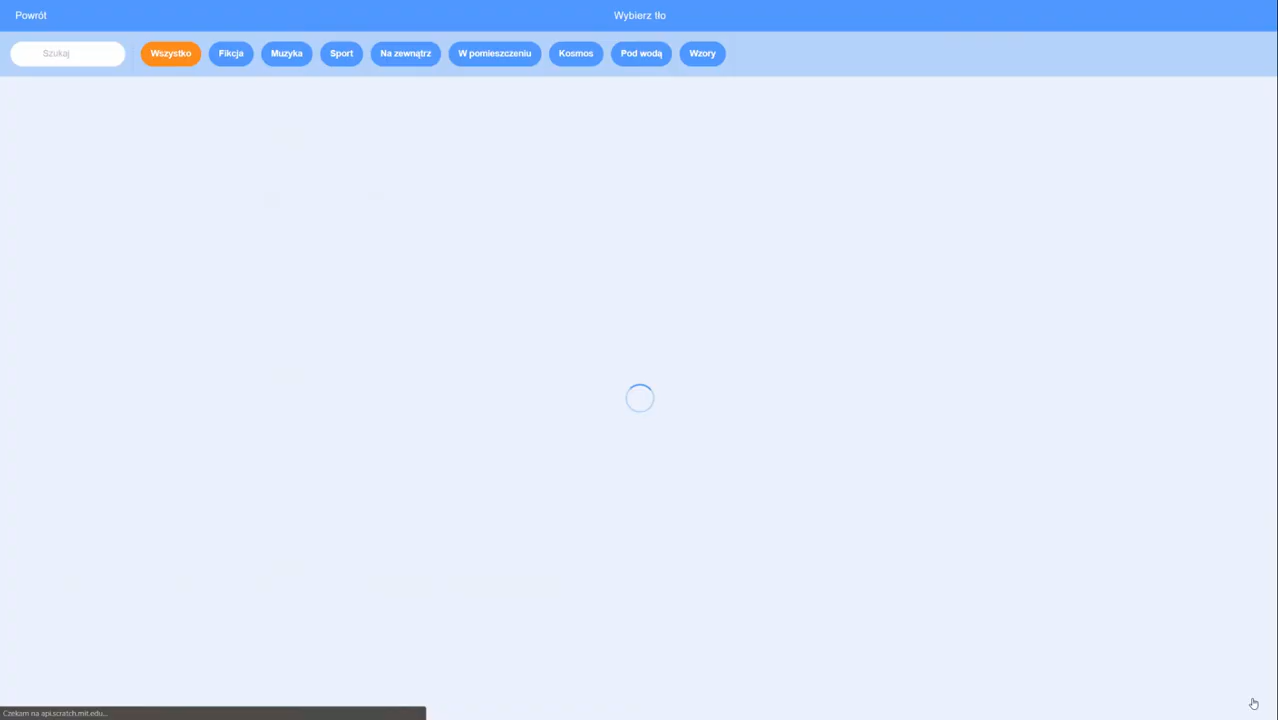 Powrót
Wybierz tło
Szukaj
Wszystko
Fikcja
Muzyka
Sport
Na zewnątrz
W pomieszczeniu
Kosmos
Pod wodą
Wzory
Czekam na api.scratch.mit.edu...